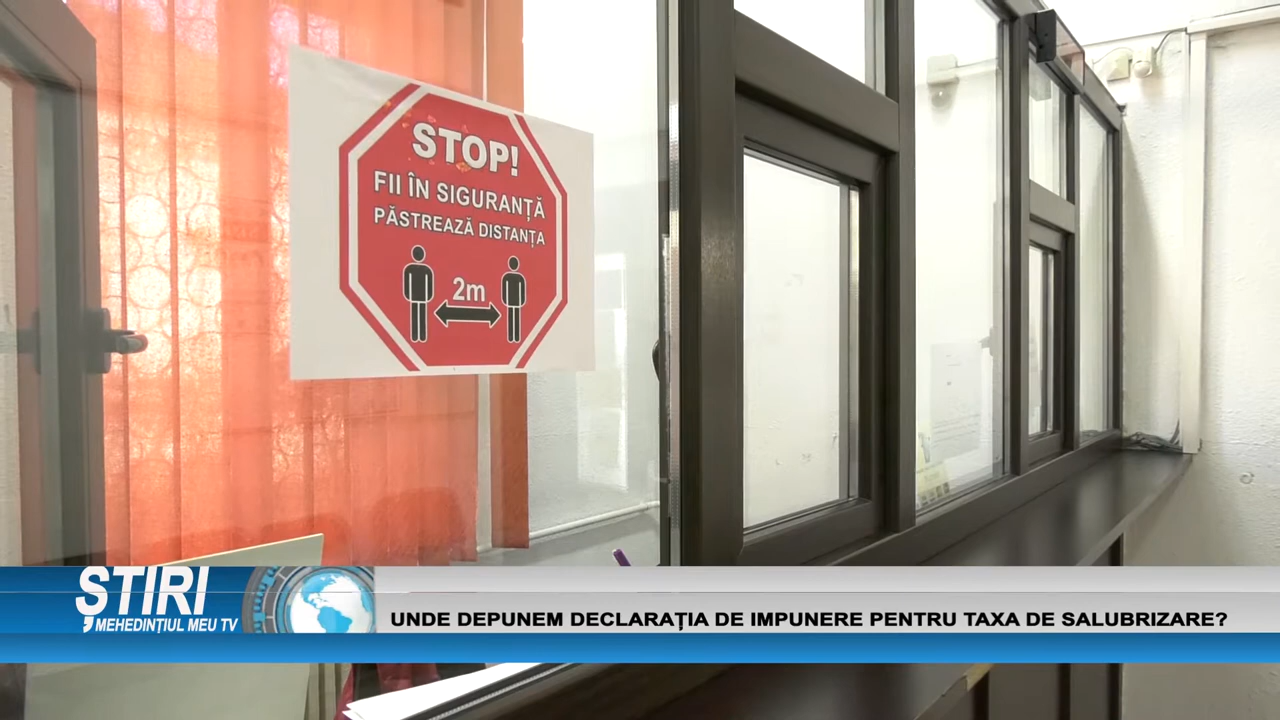 STOP!
FII ÎN SIGURANȚĂ
PĂSTREAZĂ DISTANȚA
2m
ȘTIRI
MEHEDINȚIUL MEU TV
UNDE DEPUNEM DECLARAȚIA DE IMPUNERE PENTRU TAXA DE SALUBRIZARE?